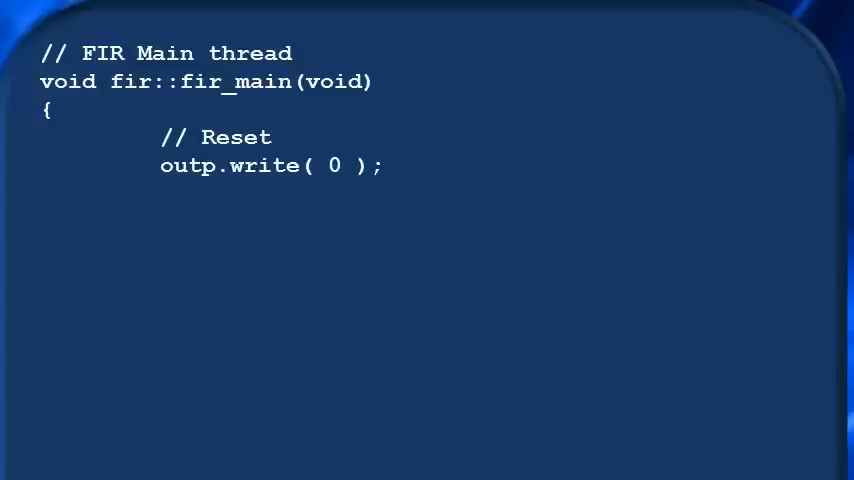 // FIR Main thread
void fir::fir_main(void)
{
// Reset
outp.write( 0 );